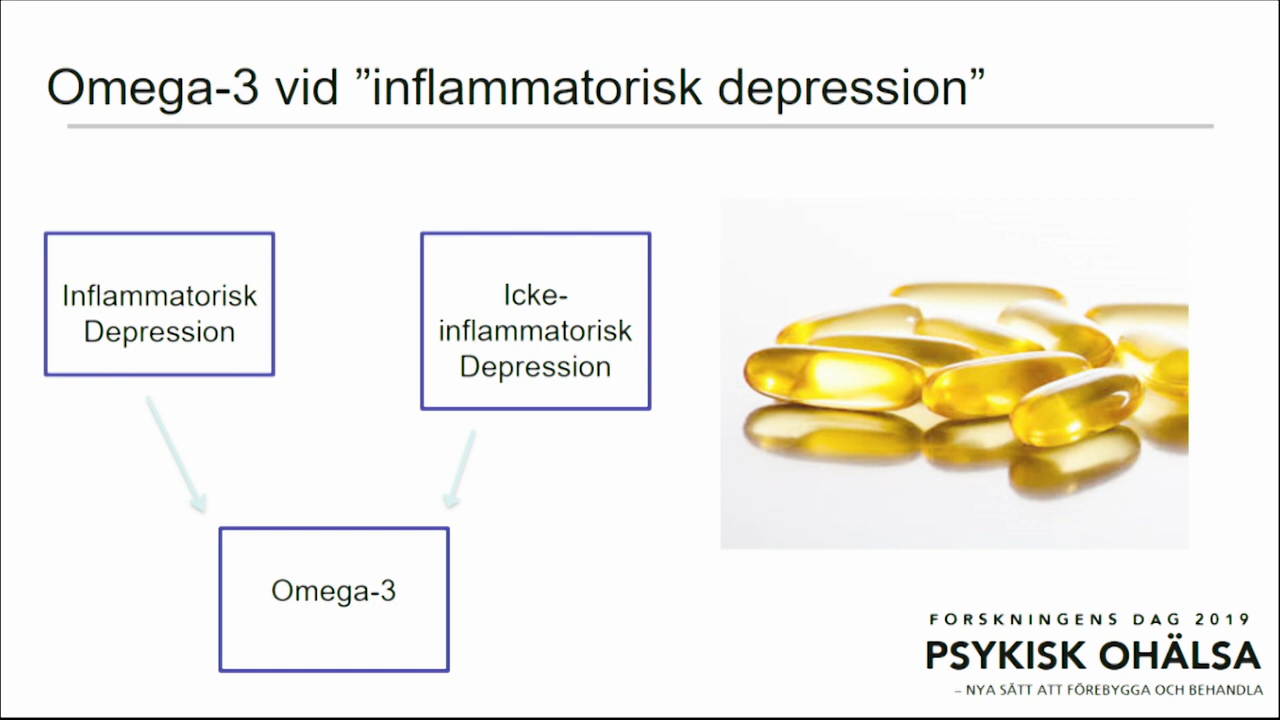 Omega-3 vid ”inflammatorisk depression”
Inflammatorisk
Depression
Icke-
inflammatorisk
Depression
Omega-3
FORSKNINGENS DAG 2019
PSYKISK OHÄLSA
– NYA SÄTT ATT FÖREBYGGA OCH BEHANDLA